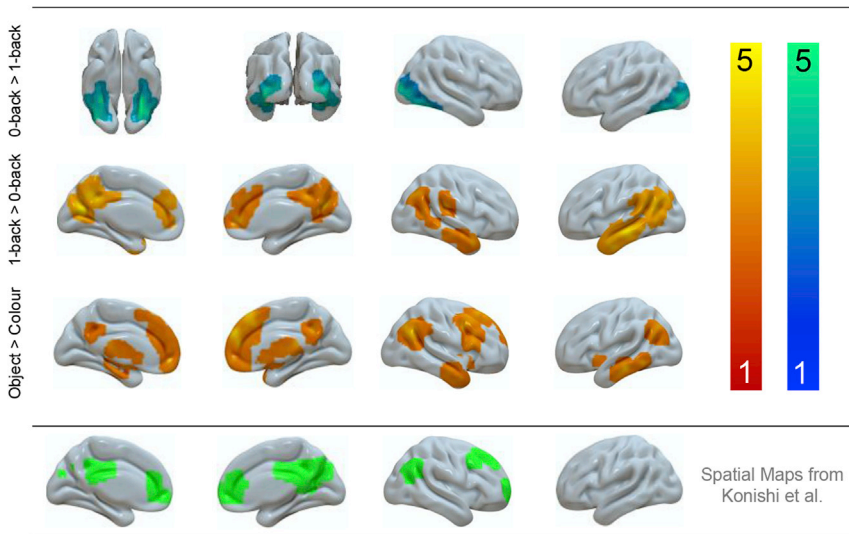 0-back > 1-back
1-back > 0-back
Object > Colour
5
5
1
1
Spatial Maps from
Konishi et al.